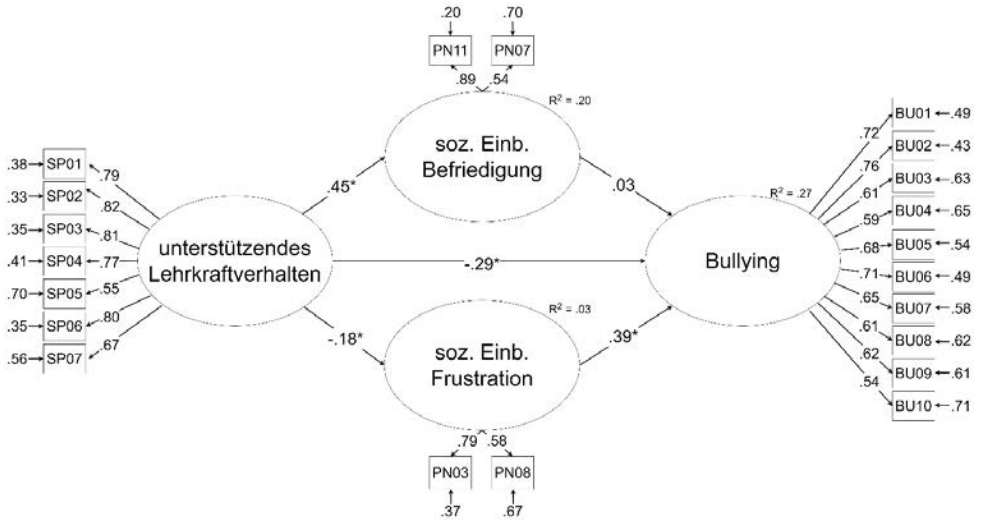 .20
.70
PN11
PN07
.89
.54
R² = .20
soz. Einb.
Befriedigung
.45*
.03
.38
SP01
.79
.33
SP02
.82
.35
SP03
.81
.41
SP04
.77
.70
SP05
.55
.35
SP06
.80
.56
SP07
.67
unterstützendes
Lehrkraftverhalten
-.29*
R² = .27
Bullying
.72
BU01
.49
.76
BU02
.43
.61
BU03
.63
.59
BU04
.65
.68
BU05
.54
.71
BU06
.49
.65
BU07
.58
.61
BU08
.62
.62
BU09
.61
.54
BU10
.71
-.18*
.39*
R² = .03
soz. Einb.
Frustration
.79
.58
PN03
PN08
.37
.67